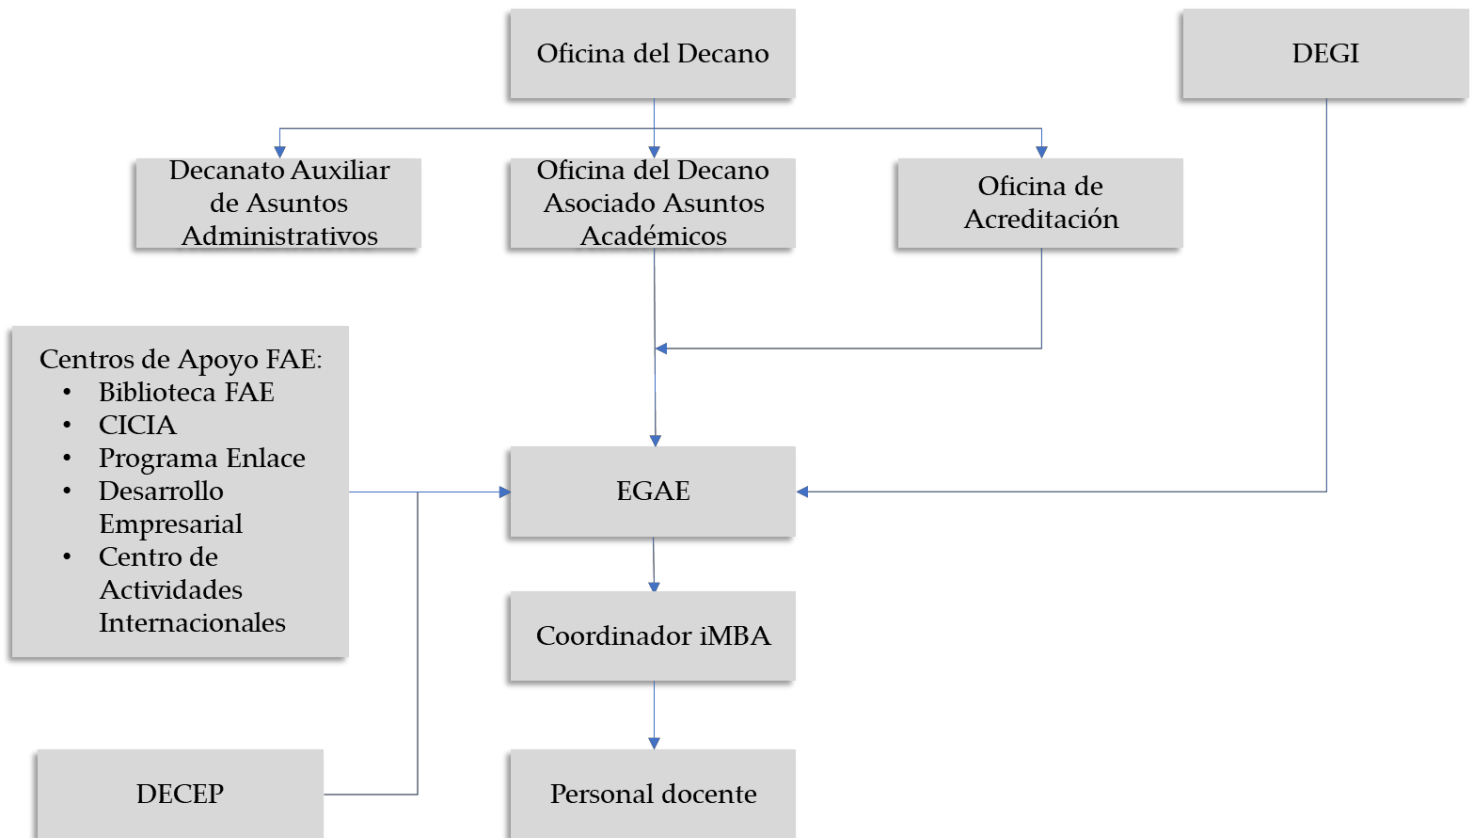 Oficina del Decano
DEGI
Decanato Auxiliar
de Asuntos
Administrativos
Oficina del Decano
Asociado Asuntos
Académicos
Oficina de
Acreditación
Centros de Apoyo FAE:
• Biblioteca FAE
• CICIA
• Programa Enlace
• Desarrollo
Empresarial
• Centro de
Actividades
Internacionales
EGAE
Coordinador iMBA
DECEP
Personal docente